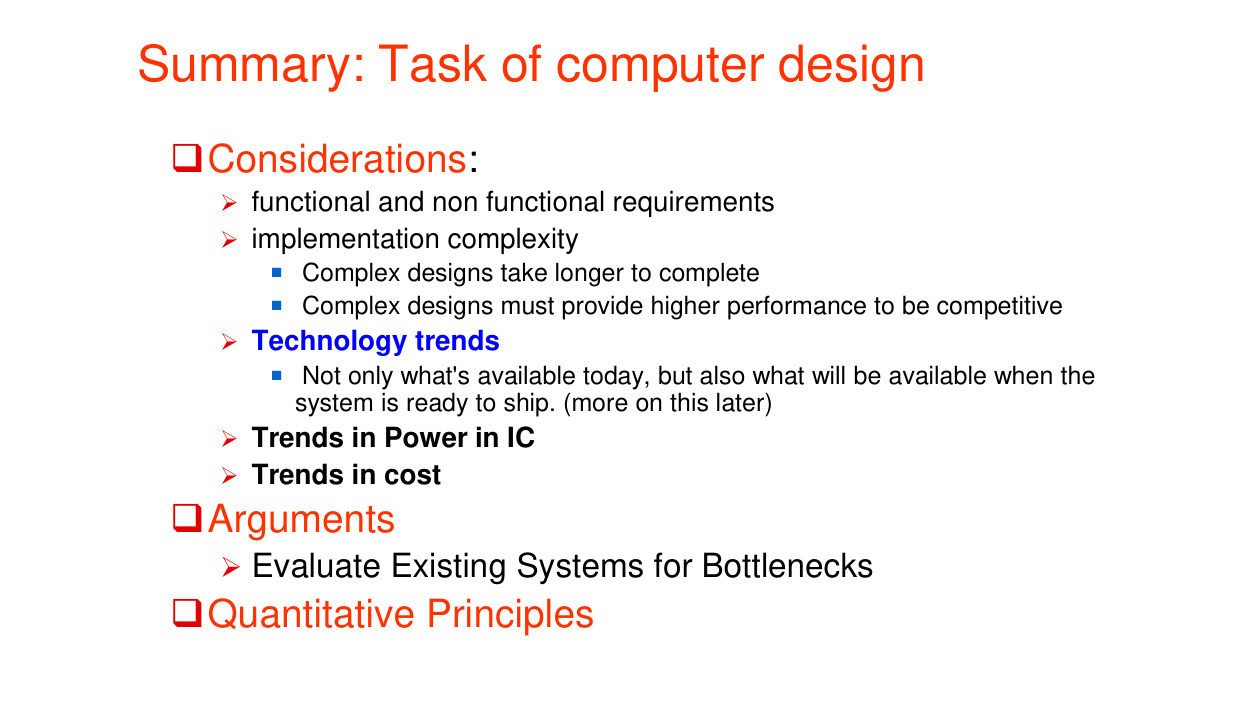 Summary: Task of computer design
Considerations:
functional and non functional requirements
implementation complexity
Complex designs take longer to complete
Complex designs must provide higher performance to be competitive
Technology trends
Not only what's available today, but also what will be available when the
system is ready to ship. (more on this later)
Trends in Power in IC
Trends in cost
Arguments
Evaluate Existing Systems for Bottlenecks
Quantitative Principles